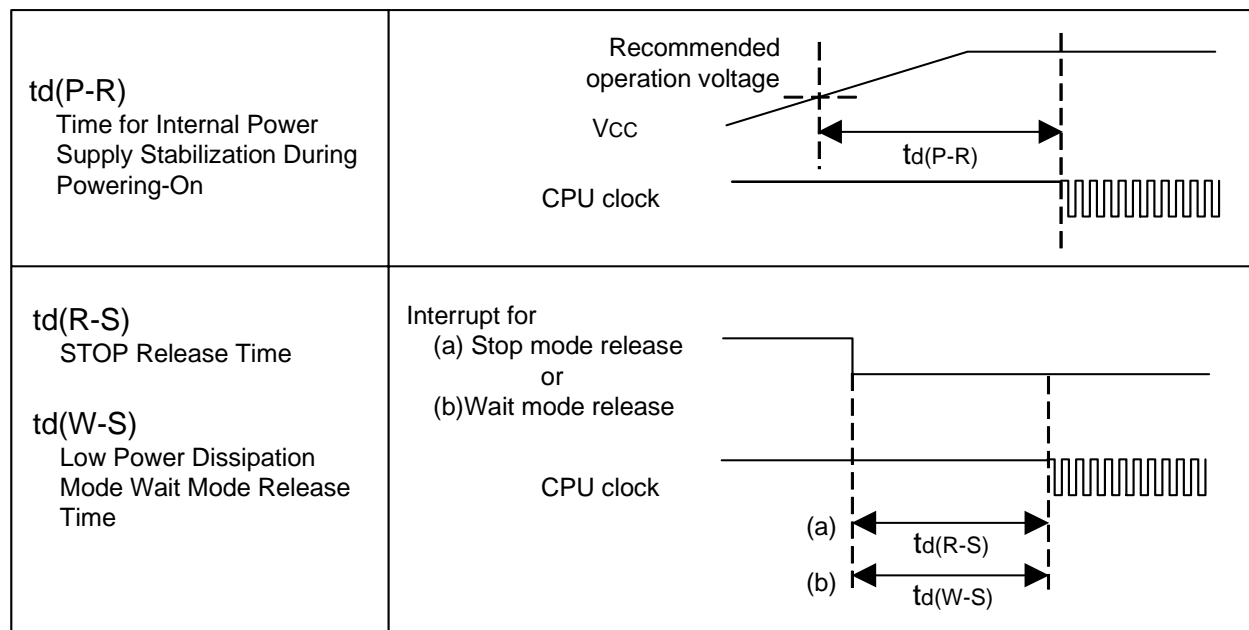 td(P-R)
Time for Internal Power
Supply Stabilization During
Powering-On
Recommended
operation voltage
VCC
td(P-R)
CPU clock
td(R-S)
STOP Release Time
td(W-S)
Low Power Dissipation
Mode Wait Mode Release
Time
Interrupt for
(a) Stop mode release
or
(b)Wait mode release
CPU clock
(a)
td(R-S)
(b)
td(W-S)